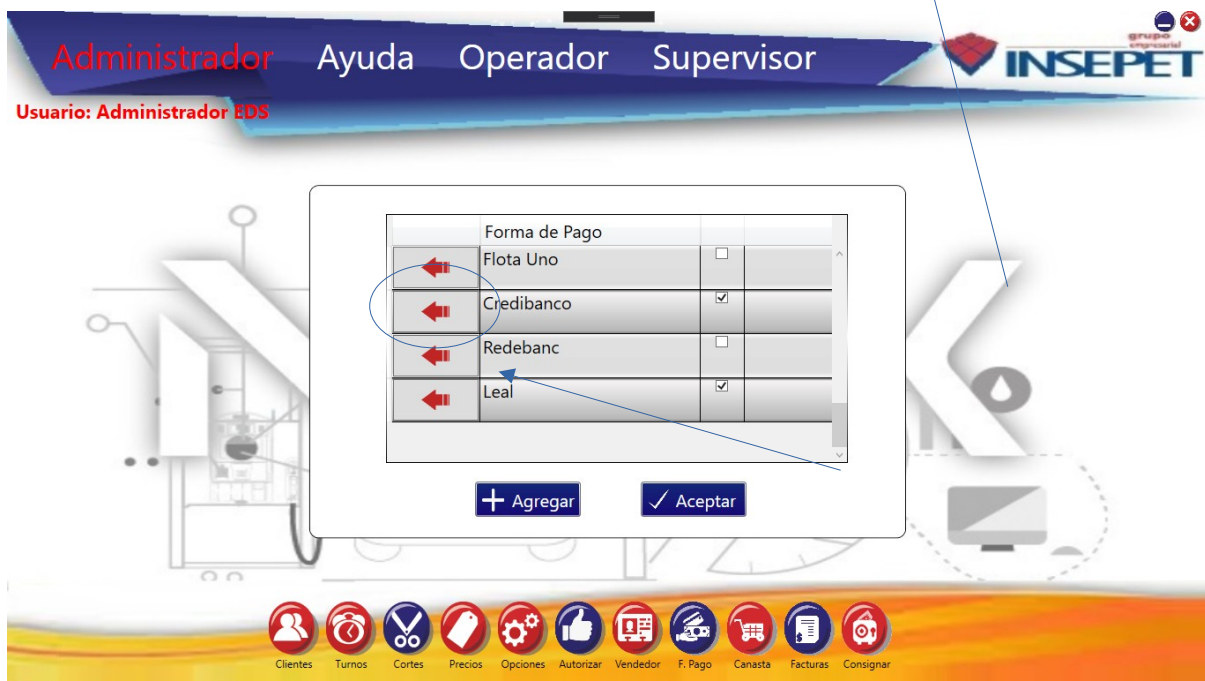 Administrador Ayuda Operador Supervisor
grupo
empresarial
INSEPET
Usuario: Administrador EDS
Forma de Pago
Flota Uno
Credibanco
Redebanc
Leal
Agregar Aceptar
Clientes Turnos Cortes Precios Opciones Autorizar Vendedor F. Pago Canasta Facturas Consignar